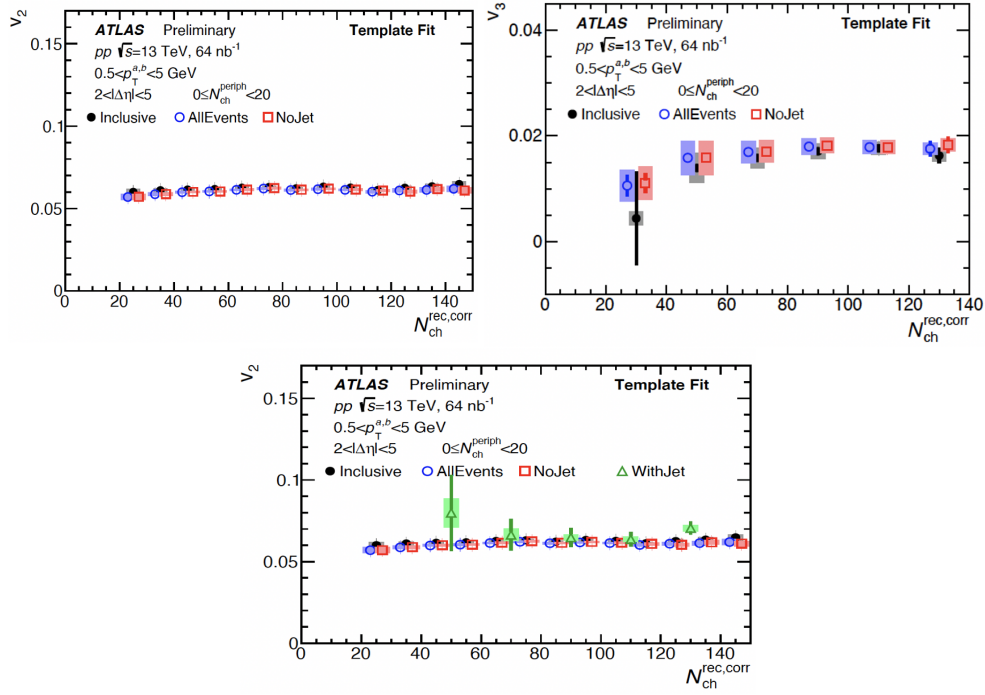 v2
0.15
0.1
0.05
0
ATLAS Preliminary Template Fit
pp √s=13 TeV, 64 nb-1
0.5<pTa,b<5 GeV
2<|Δη|<5 0≤Nchperiph<20
Inclusive AllEvents NoJet
0 20 40 60 80 100 120 140
Nchrec,corr
v3
0.04
0.02
0
ATLAS Preliminary Template Fit
pp √s=13 TeV, 64 nb-1
0.5<pTa,b<5 GeV
2<|Δη|<5 0≤Nchperiph<20
Inclusive AllEvents NoJet
0 20 40 60 80 100 120 140
Nchrec,corr
v2
0.15
0.1
0.05
0
ATLAS Preliminary Template Fit
pp √s=13 TeV, 64 nb-1
0.5<pTa,b<5 GeV
2<|Δη|<5 0≤Nchperiph<20
Inclusive AllEvents NoJet WithJet
0 20 40 60 80 100 120 140
Nchrec,corr